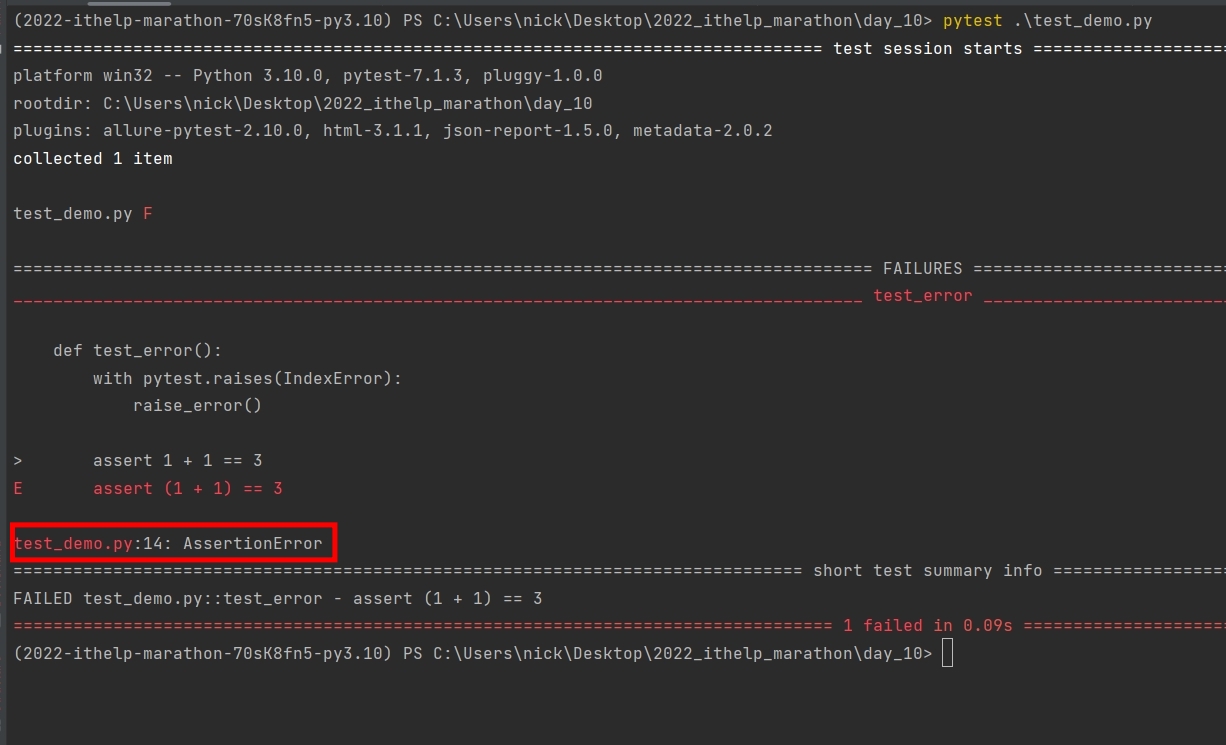 (2022-ithelp-marathon-70sK8fn5-py3.10) PS C:\Users\nick\Desktop\2022_ithelp_marathon\day_10> pytest .\test_demo.py
================================================================================= test session starts ====================
platform win32 -- Python 3.10.0, pytest-7.1.3, pluggy-1.0.0
rootdir: C:\Users\nick\Desktop\2022_ithelp_marathon\day_10
plugins: allure-pytest-2.10.0, html-3.1.1, json-report-1.5.0, metadata-2.0.2
collected 1 item
test_demo.py F
====================================================================================== FAILURES ==========================
_____________________________________________________________________________________ test_error _________________________
    def test_error():
        with pytest.raises(IndexError):
            raise_error()
>       assert 1 + 1 == 3
E       assert (1 + 1) == 3
test_demo.py:14: AssertionError
=============================================================================== short test summary info ==================
FAILED test_demo.py::test_error - assert (1 + 1) == 3
================================================================================== 1 failed in 0.09s =====================
(2022-ithelp-marathon-70sK8fn5-py3.10) PS C:\Users\nick\Desktop\2022_ithelp_marathon\day_10>